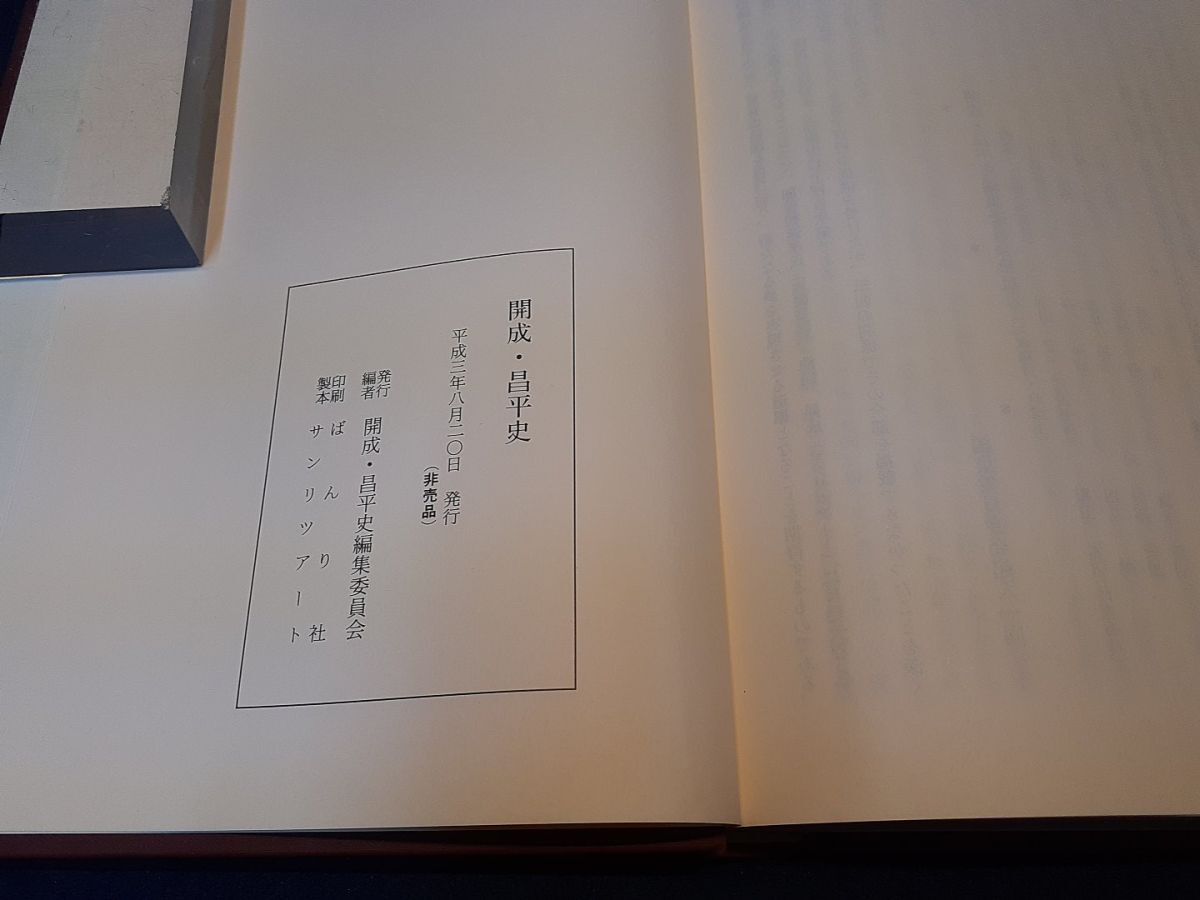 開成・昌平史
平成三年八月二〇日 発行
（非売品）
発行
編者 開成・昌平史編集委員会
印刷 ばんり社
製本 サンリツアート